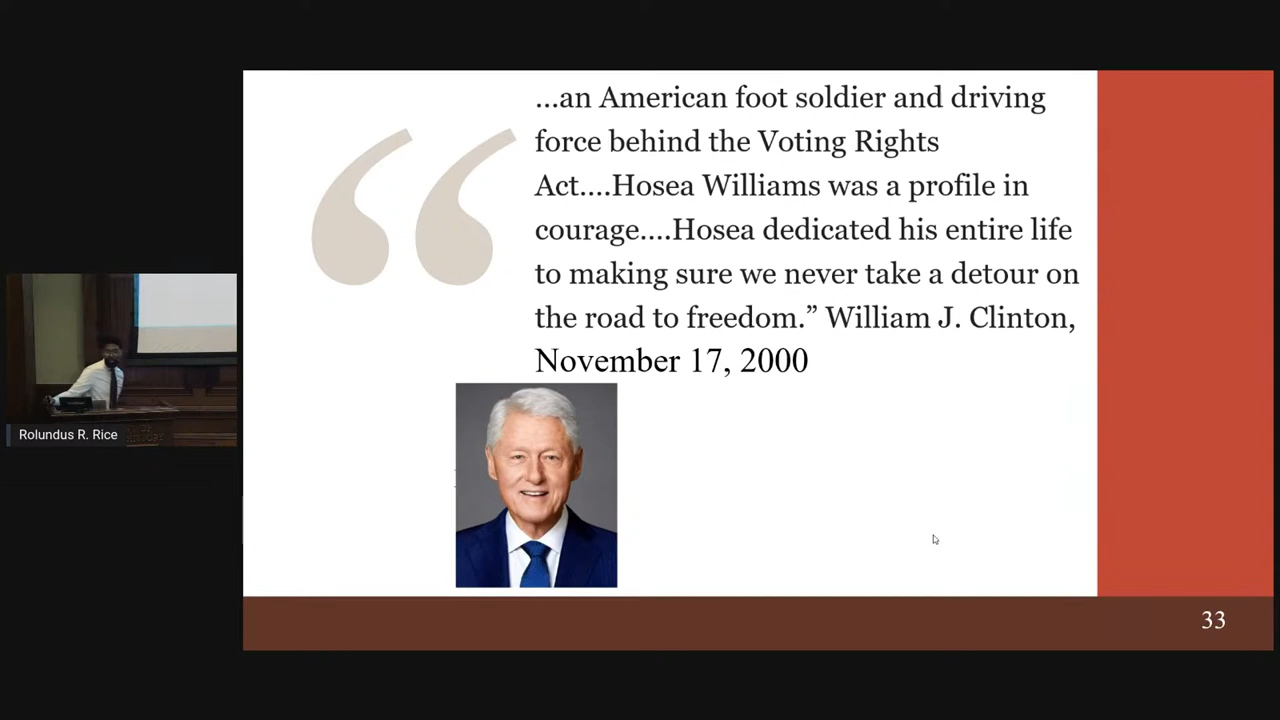 ...an American foot soldier and driving
force behind the Voting Rights
Act....Hosea Williams was a profile in
courage....Hosea dedicated his entire life
to making sure we never take a detour on
the road to freedom.” William J. Clinton,
November 17, 2000
Rolundus R. Rice
33